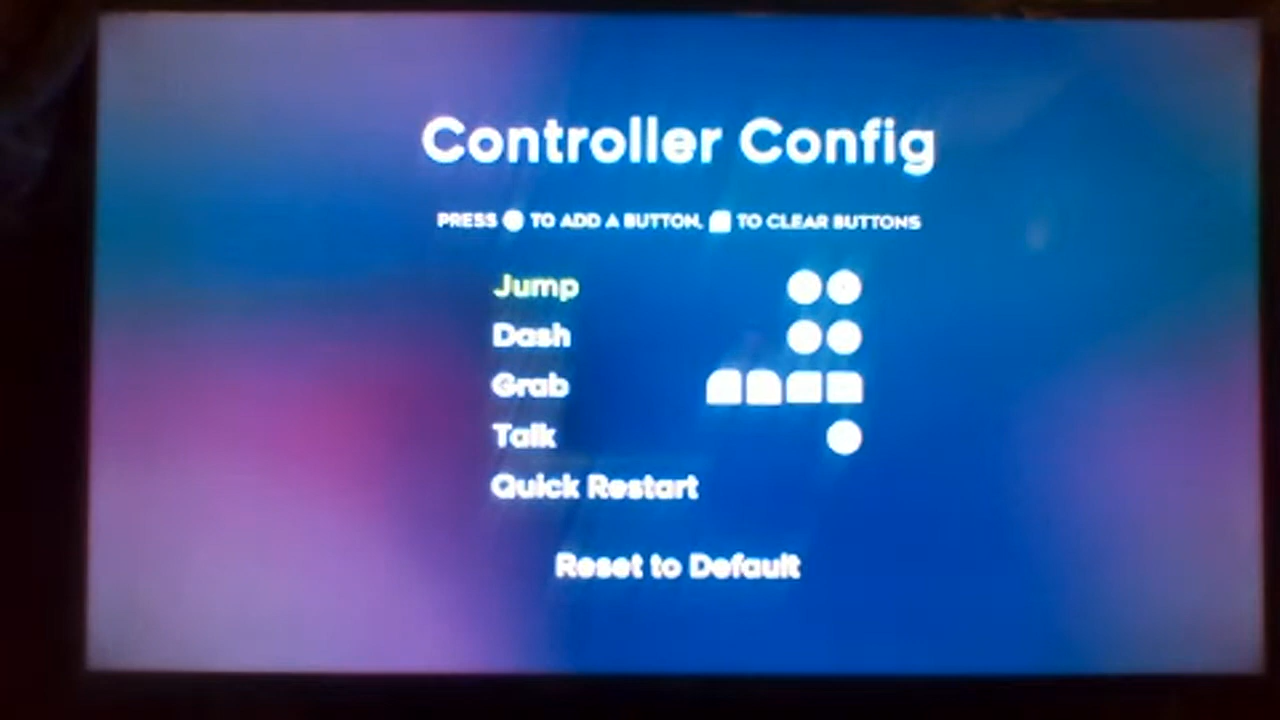 Controller Config
PRESS TO ADD A BUTTON, TO CLEAR BUTTONS
Jump
Dash
Grab
Talk
Quick Restart
Reset to Default